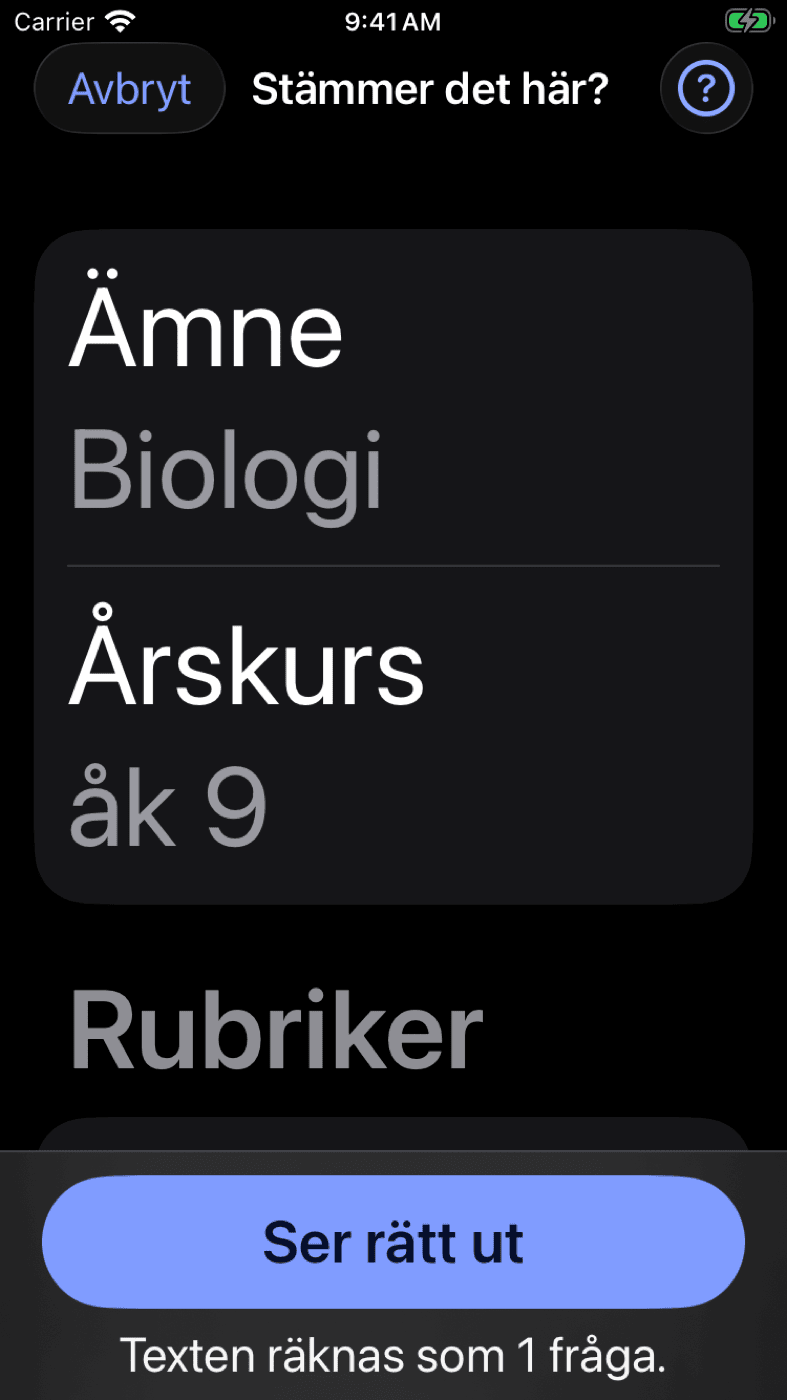 Carrier 9:41 AM
Avbryt Stämmer det här? ?
Ämne
Biologi
Årskurs
åk 9
Rubriker
Ser rätt ut
Texten räknas som 1 fråga.